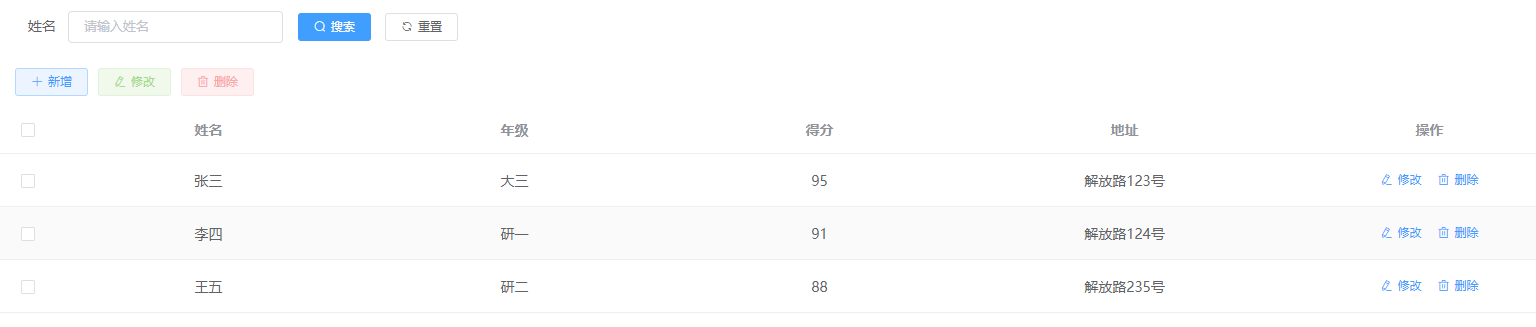 姓名 请输入姓名 搜索 重置
新增 修改 删除
姓名 年级 得分 地址 操作
张三 大三 95 解放路123号 修改 删除
李四 研一 91 解放路124号 修改 删除
王五 研二 88 解放路235号 修改 删除